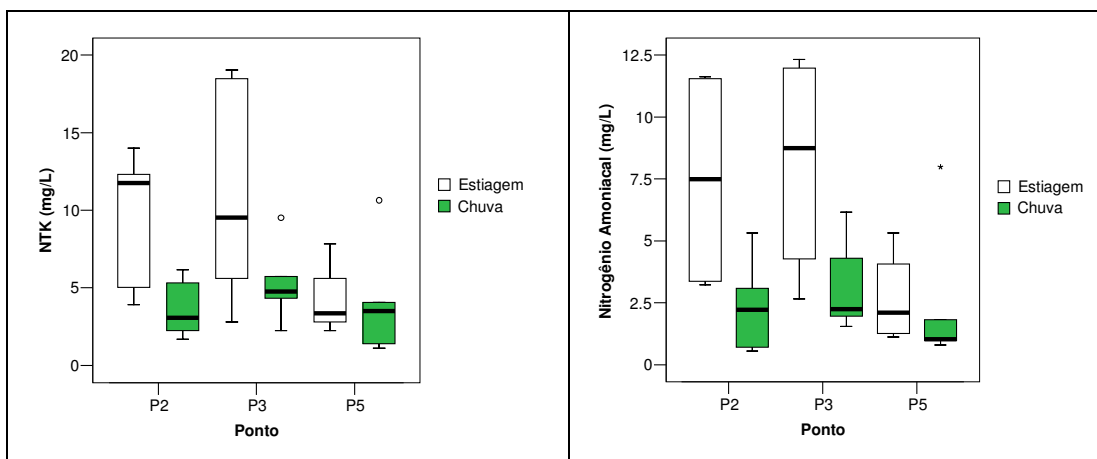 20
15
10
5
0
NTK (mg/L)
P2 P3 P5
Ponto
Estiagem
Chuva
12.5
10
7.5
5
2.5
0
Nitrogênio Amoniacal (mg/L)
*
P2 P3 P5
Ponto
Estiagem
Chuva